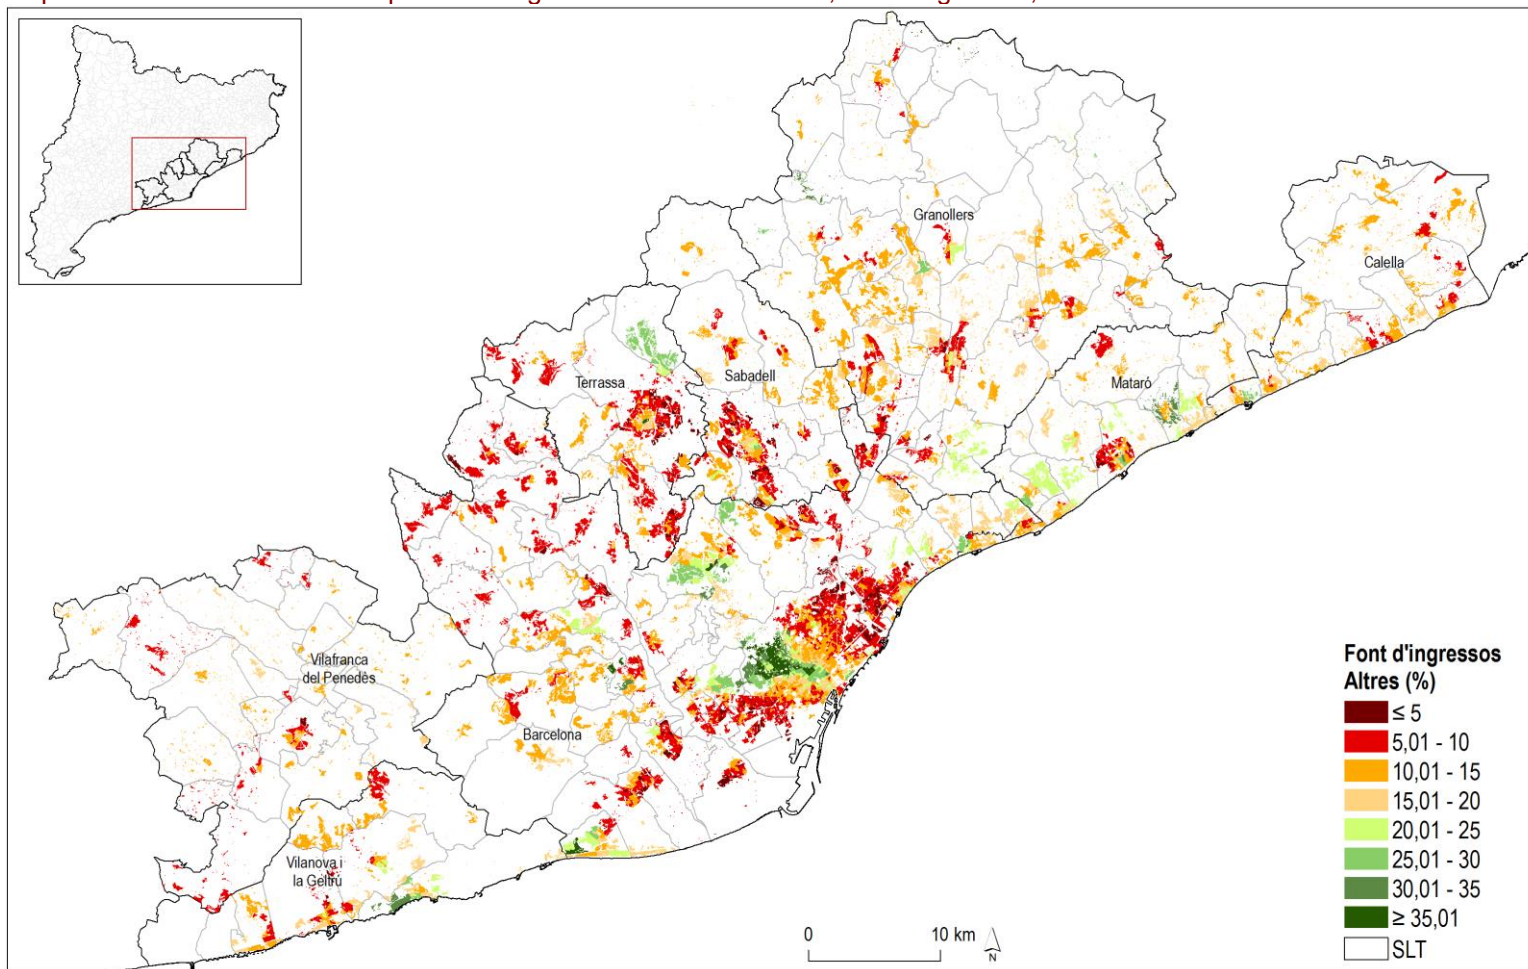 Granollers
Calella
Mataró
Sabadell
Terrassa
Vilafranca
del Penedès
Barcelona
Vilanova i
la Geltrú
Font d'ingressos
Altres (%)
≤ 5
5,01 - 10
10,01 - 15
15,01 - 20
20,01 - 25
25,01 - 30
30,01 - 35
≥ 35,01
SLT
0 10 km
N